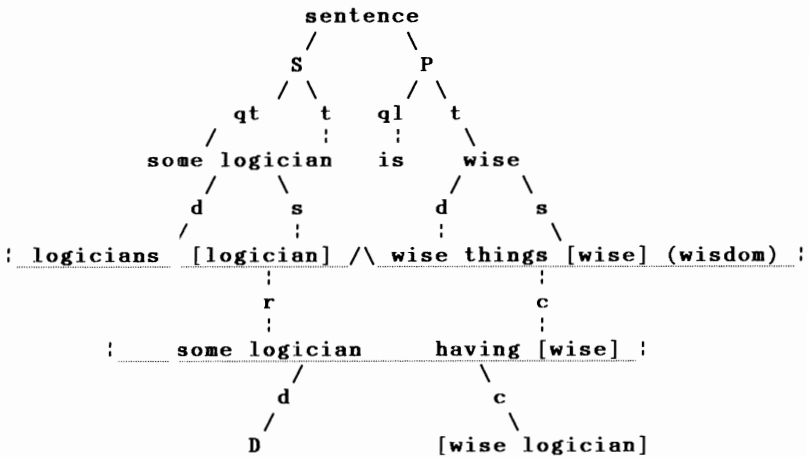 sentence
S P
qt t ql t
some logician is wise
d s d s
logicians [logician] /\ wise things [wise] (wisdom)
r c
some logician having [wise]
d c
D [wise logician]